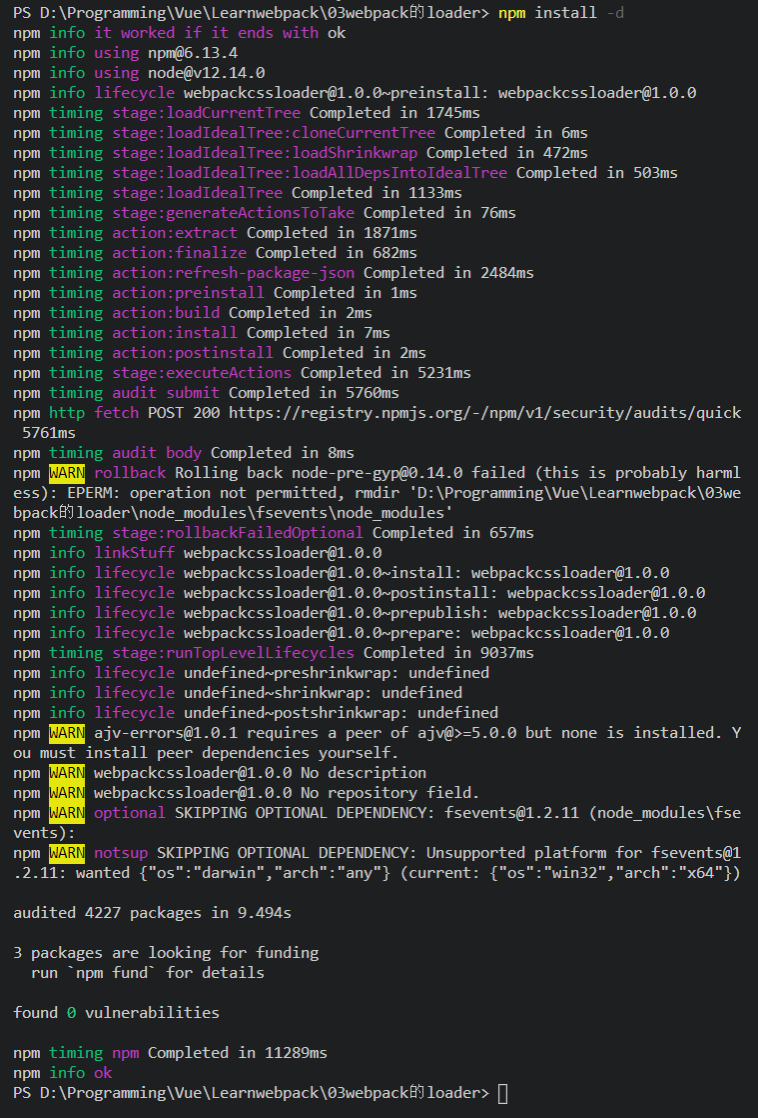 PS D:\Programming\Vue\Learnwebpack\03webpack的loader> npm install -d
npm info it worked if it ends with ok
npm info using npm@6.13.4
npm info using node@v12.14.0
npm info lifecycle webpackcssloader@1.0.0~preinstall: webpackcssloader@1.0.0
npm timing stage:loadCurrentTree Completed in 1745ms
npm timing stage:loadIdealTree:cloneCurrentTree Completed in 6ms
npm timing stage:loadIdealTree:loadShrinkwrap Completed in 472ms
npm timing stage:loadIdealTree:loadAllDepsIntoIdealTree Completed in 503ms
npm timing stage:loadIdealTree Completed in 1133ms
npm timing stage:generateActionsToTake Completed in 76ms
npm timing action:extract Completed in 1871ms
npm timing action:finalize Completed in 682ms
npm timing action:refresh-package-json Completed in 2484ms
npm timing action:preinstall Completed in 1ms
npm timing action:build Completed in 2ms
npm timing action:install Completed in 7ms
npm timing action:postinstall Completed in 2ms
npm timing stage:executeActions Completed in 5231ms
npm timing audit submit Completed in 5760ms
npm http fetch POST 200 https://registry.npmjs.org/-/npm/v1/security/audits/quick
 5761ms
npm timing audit body Completed in 8ms
npm WARN rollback Rolling back node-pre-gyp@0.14.0 failed (this is probably harml
ess): EPERM: operation not permitted, rmdir 'D:\Programming\Vue\Learnwebpack\03we
bpack的loader\node_modules\fsevents\node_modules'
npm timing stage:rollbackFailedOptional Completed in 657ms
npm info linkStuff webpackcssloader@1.0.0
npm info lifecycle webpackcssloader@1.0.0~install: webpackcssloader@1.0.0
npm info lifecycle webpackcssloader@1.0.0~postinstall: webpackcssloader@1.0.0
npm info lifecycle webpackcssloader@1.0.0~prepublish: webpackcssloader@1.0.0
npm info lifecycle webpackcssloader@1.0.0~prepare: webpackcssloader@1.0.0
npm timing stage:runTopLevelLifecycles Completed in 9037ms
npm info lifecycle undefined~preshrinkwrap: undefined
npm info lifecycle undefined~shrinkwrap: undefined
npm info lifecycle undefined~postshrinkwrap: undefined
npm WARN ajv-errors@1.0.1 requires a peer of ajv@>=5.0.0 but none is installed. Y
ou must install peer dependencies yourself.
npm WARN webpackcssloader@1.0.0 No description
npm WARN webpackcssloader@1.0.0 No repository field.
npm WARN optional SKIPPING OPTIONAL DEPENDENCY: fsevents@1.2.11 (node_modules\fse
vents):
npm WARN notsup SKIPPING OPTIONAL DEPENDENCY: Unsupported platform for fsevents@1
.2.11: wanted {"os":"darwin","arch":"any"} (current: {"os":"win32","arch":"x64"})
audited 4227 packages in 9.494s
3 packages are looking for funding
  run `npm fund` for details
found 0 vulnerabilities
npm timing npm Completed in 11289ms
npm info ok
PS D:\Programming\Vue\Learnwebpack\03webpack的loader>